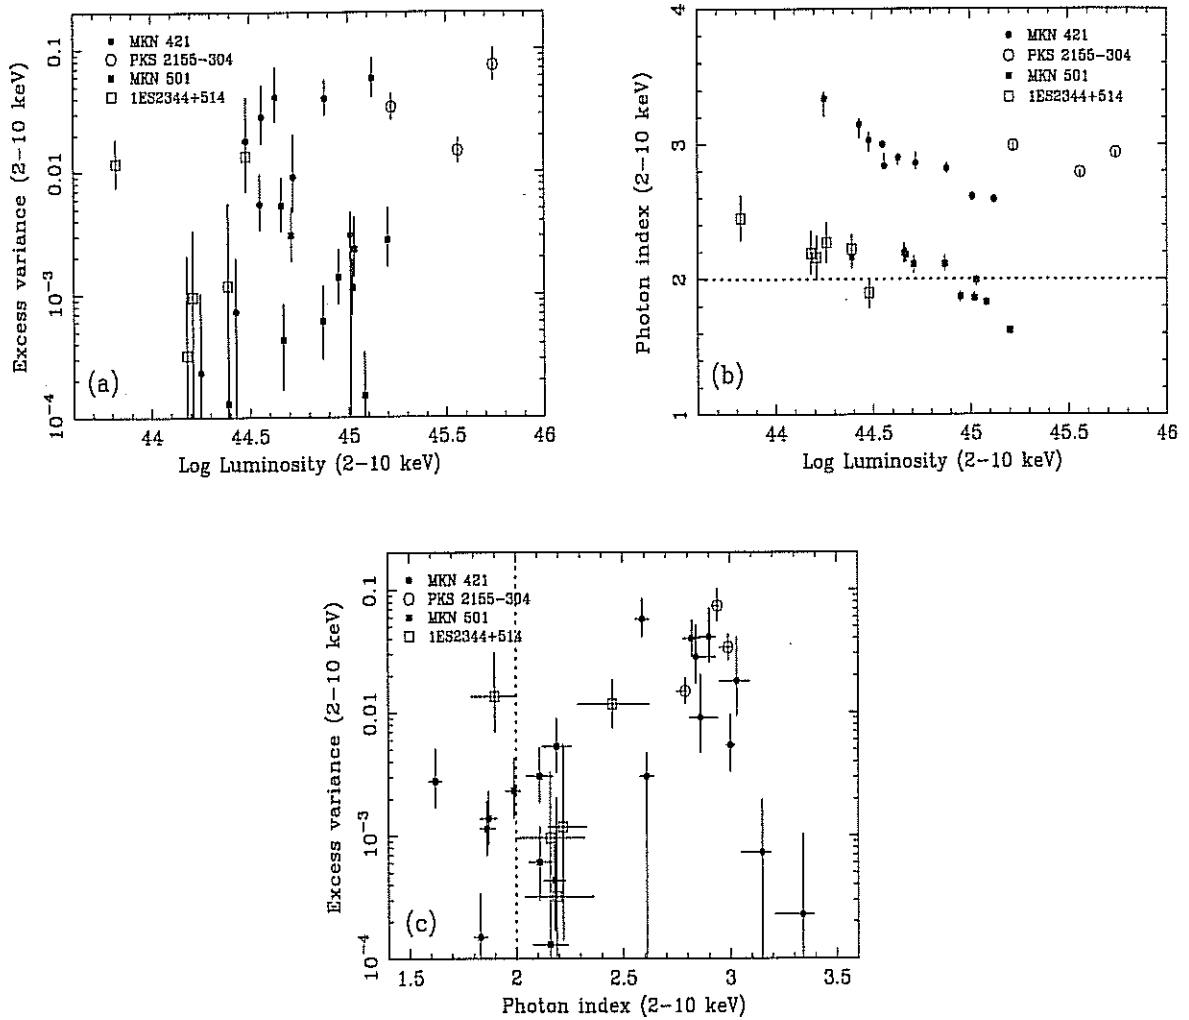 MKN 421
PKS 2155-304
MKN 501
1ES2344+514
Excess variance (2-10 keV)
0.1
0.01
10⁻³
10⁻⁴
(a)
44 44.5 45 45.5 46
Log Luminosity (2-10 keV)
MKN 421
PKS 2155-304
MKN 501
1ES2344+514
Photon index (2-10 keV)
4
3
2
1
(b)
44 44.5 45 45.5 46
Log Luminosity (2-10 keV)
MKN 421
PKS 2155-304
MKN 501
1ES2344+514
Excess variance (2-10 keV)
0.1
0.01
10⁻³
10⁻⁴
(c)
1.5 2 2.5 3 3.5
Photon index (2-10 keV)